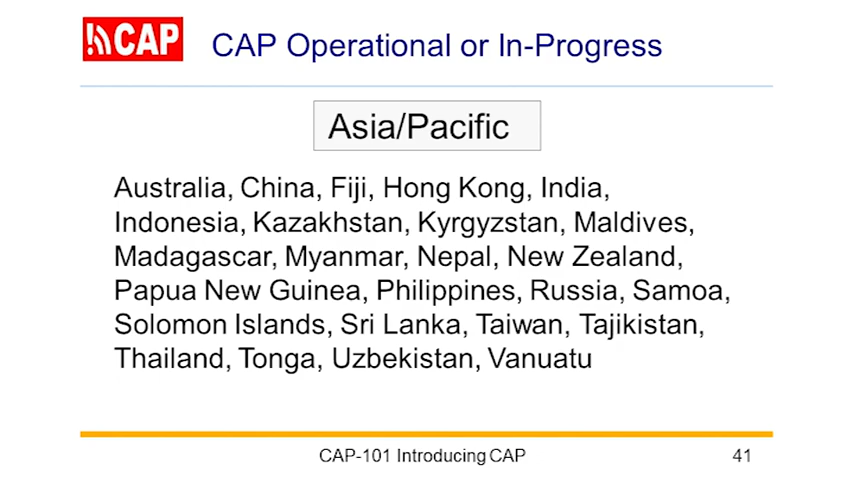 CAP
CAP Operational or In-Progress
Asia/Pacific
Australia, China, Fiji, Hong Kong, India,
Indonesia, Kazakhstan, Kyrgyzstan, Maldives,
Madagascar, Myanmar, Nepal, New Zealand,
Papua New Guinea, Philippines, Russia, Samoa,
Solomon Islands, Sri Lanka, Taiwan, Tajikistan,
Thailand, Tonga, Uzbekistan, Vanuatu
CAP-101 Introducing CAP
41